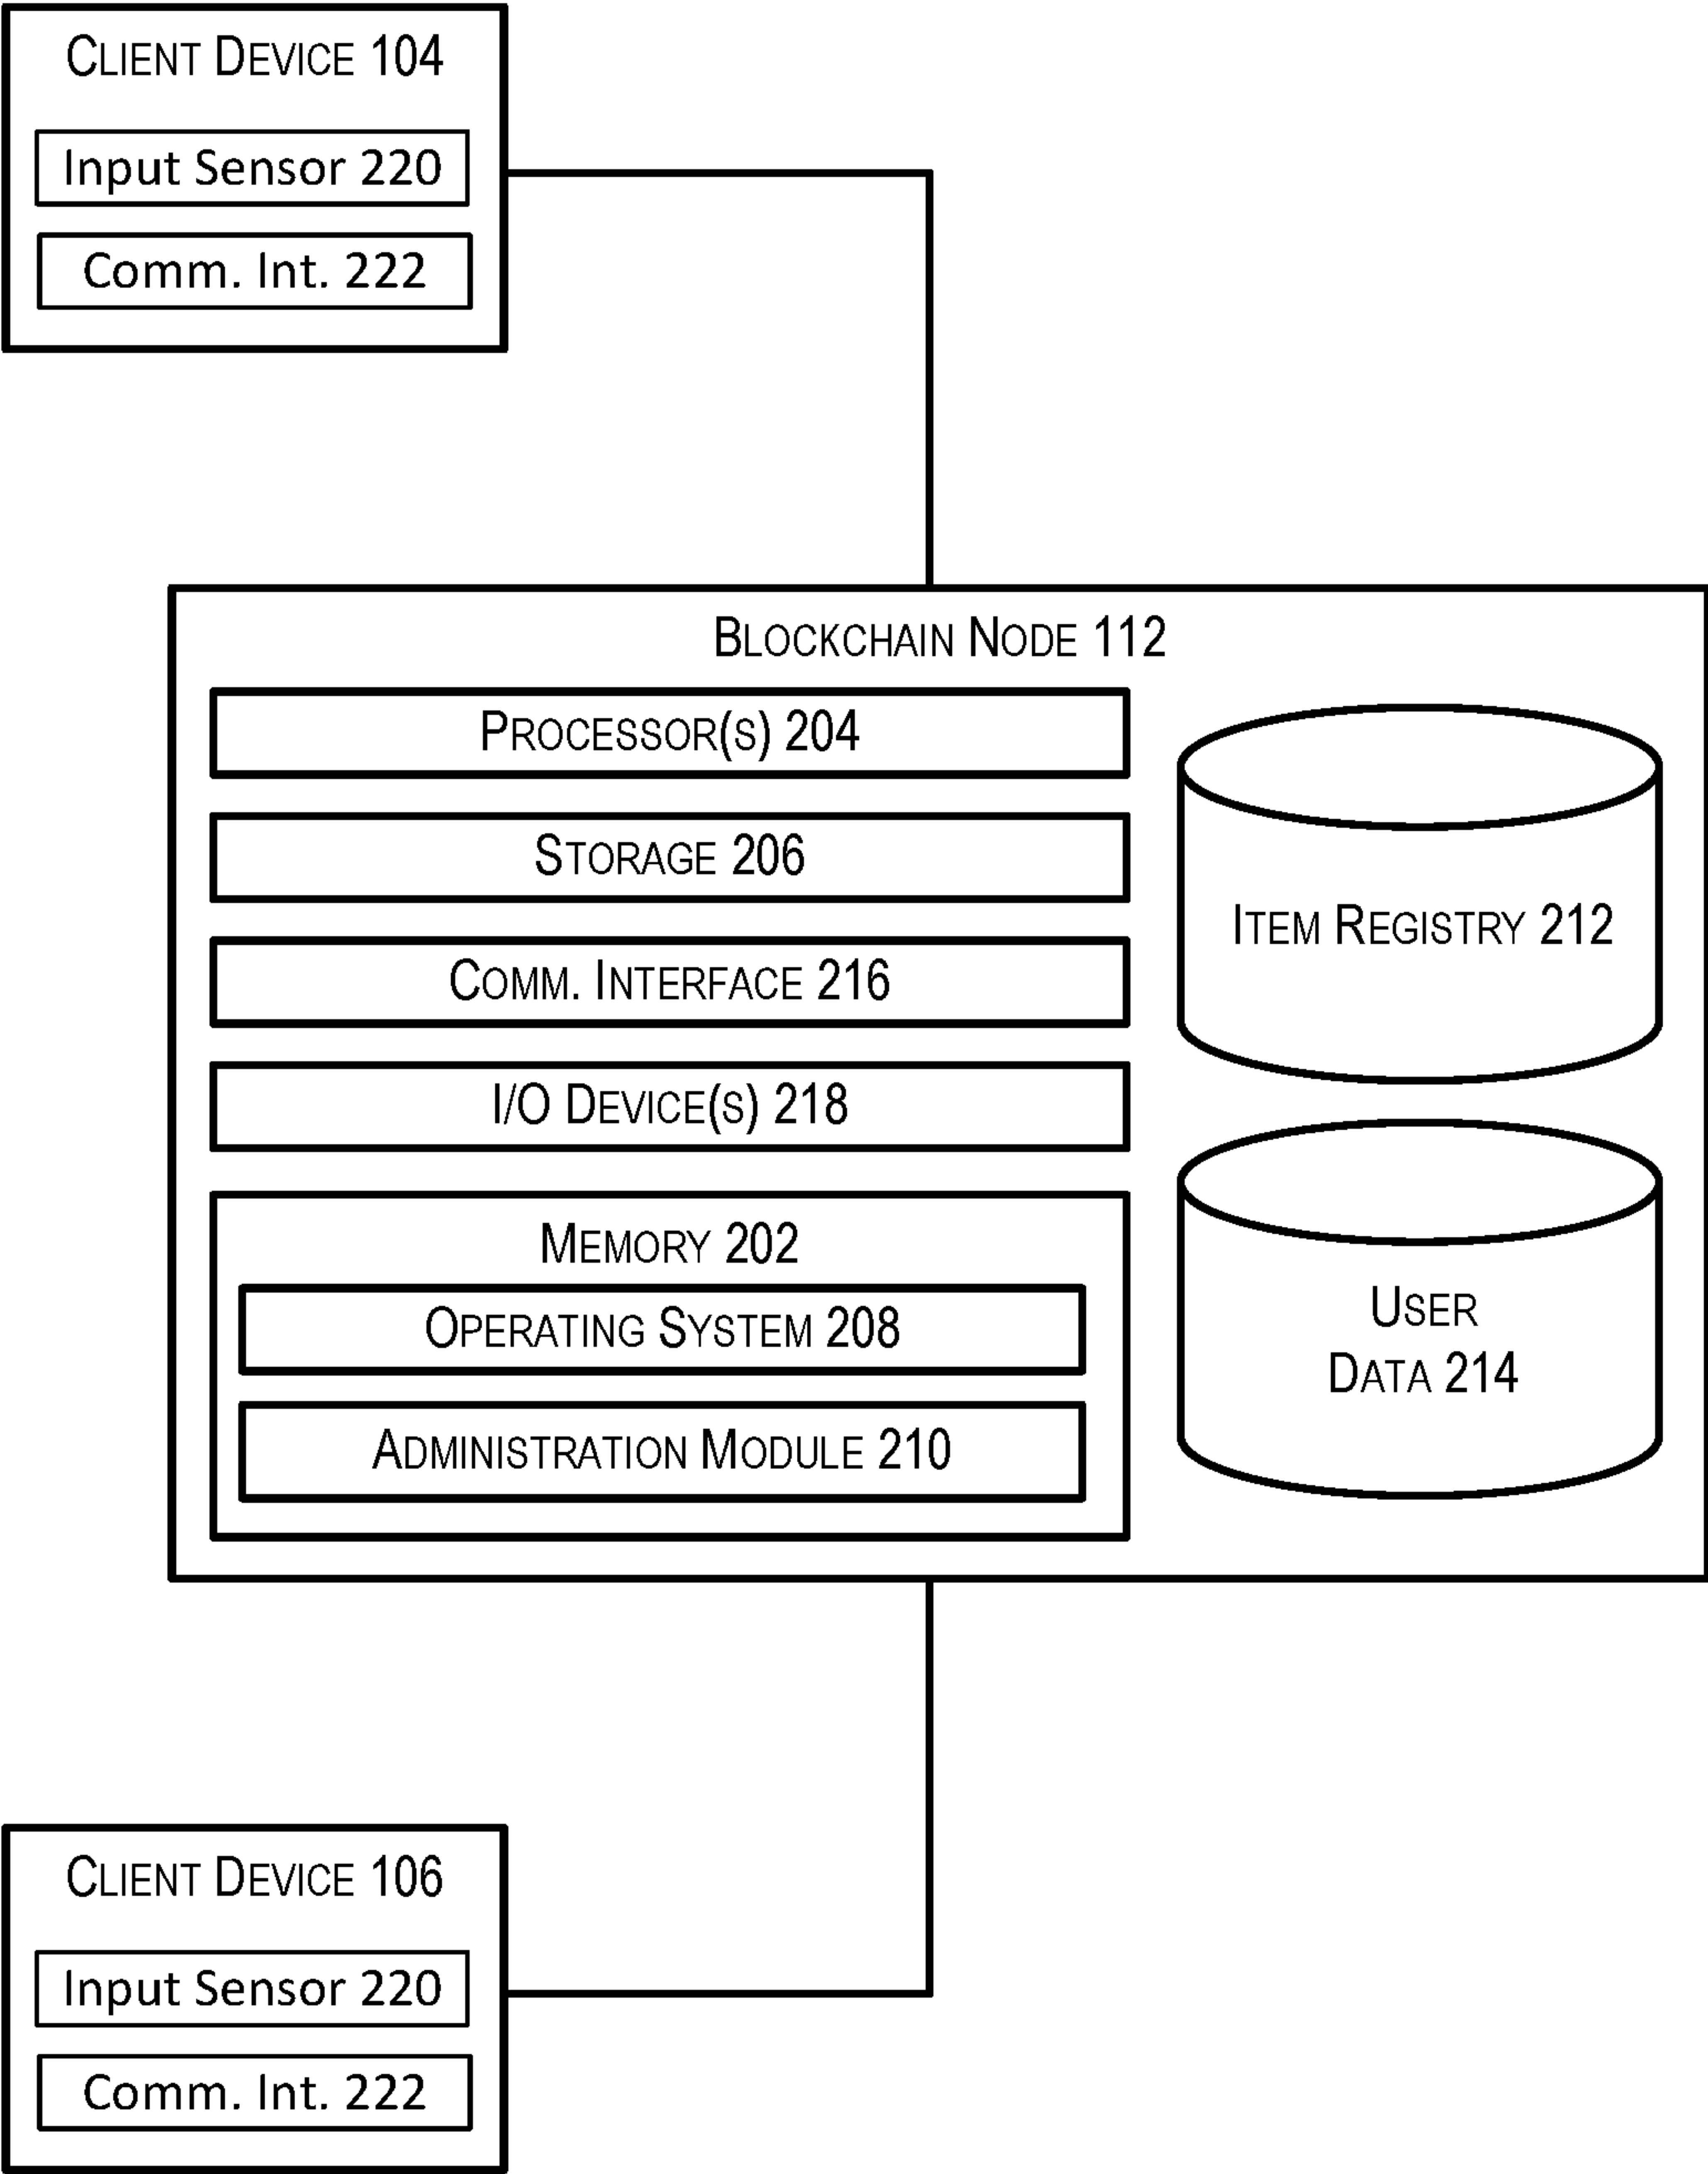 CLIENT DEVICE 104
Input Sensor 220
Comm. Int. 222
BLOCKCHAIN NODE 112
PROCESSOR(S) 204
STORAGE 206
COMM. INTERFACE 216
I/O DEVICE(S) 218
MEMORY 202
OPERATING SYSTEM 208
ADMINISTRATION MODULE 210
ITEM REGISTRY 212
USER
DATA 214
CLIENT DEVICE 106
Input Sensor 220
Comm. Int. 222